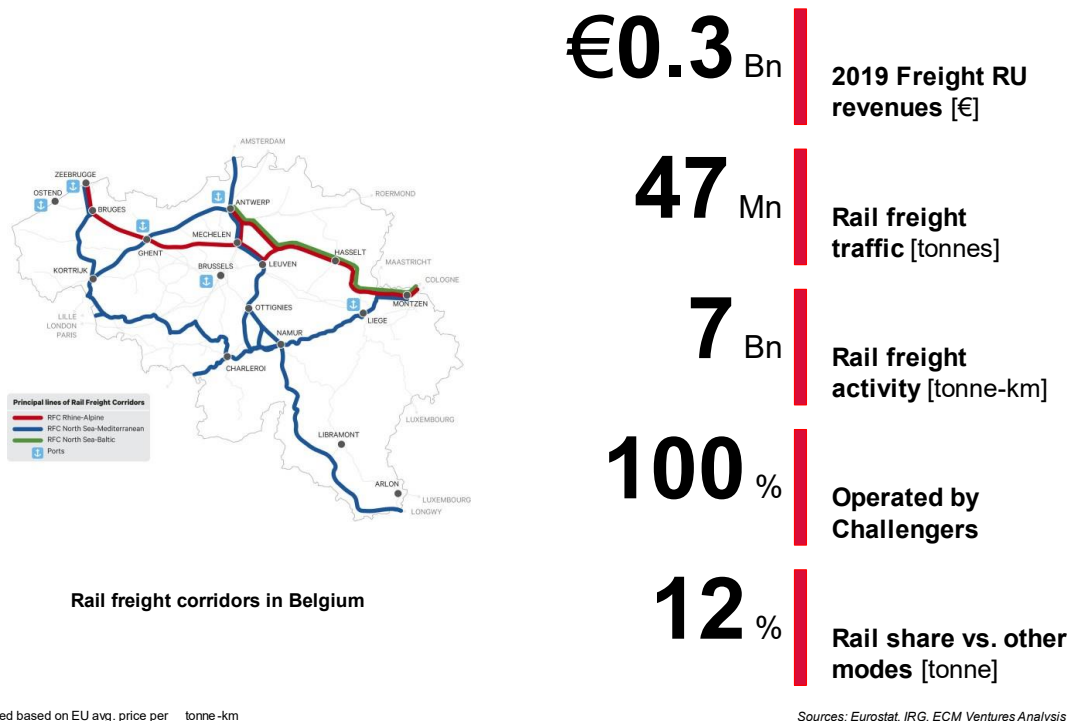 AMSTERDAM
ZEEBRUGGE
OSTEND
BRUGES
ANTWERP
ROERMOND
MECHELEN
GHENT
HASSELT
BRUSSELS
LEUVEN
MAASTRICHT
KORTRIJK
COLOGNE
MONTZEN
OTTIGNIES
LIEGE
LILLE
LONDON
PARIS
NAMUR
CHARLEROI
Principal lines of Rail Freight Corridors
RFC Rhine-Alpine
RFC North Sea-Mediterranean
RFC North Sea-Baltic
Ports
LUXEMBOURG
LIBRAMONT
ARLON
LUXEMBOURG
LONGWY
Rail freight corridors in Belgium
€0.3 Bn
2019 Freight RU
revenues [€]
47 Mn
Rail freight
traffic [tonnes]
7 Bn
Rail freight
activity [tonne-km]
100 %
Operated by
Challengers
12 %
Rail share vs. other
modes [tonne]
based on EU avg. price per tonne-km
Sources: Eurostat, IRG, ECM Ventures Analysis